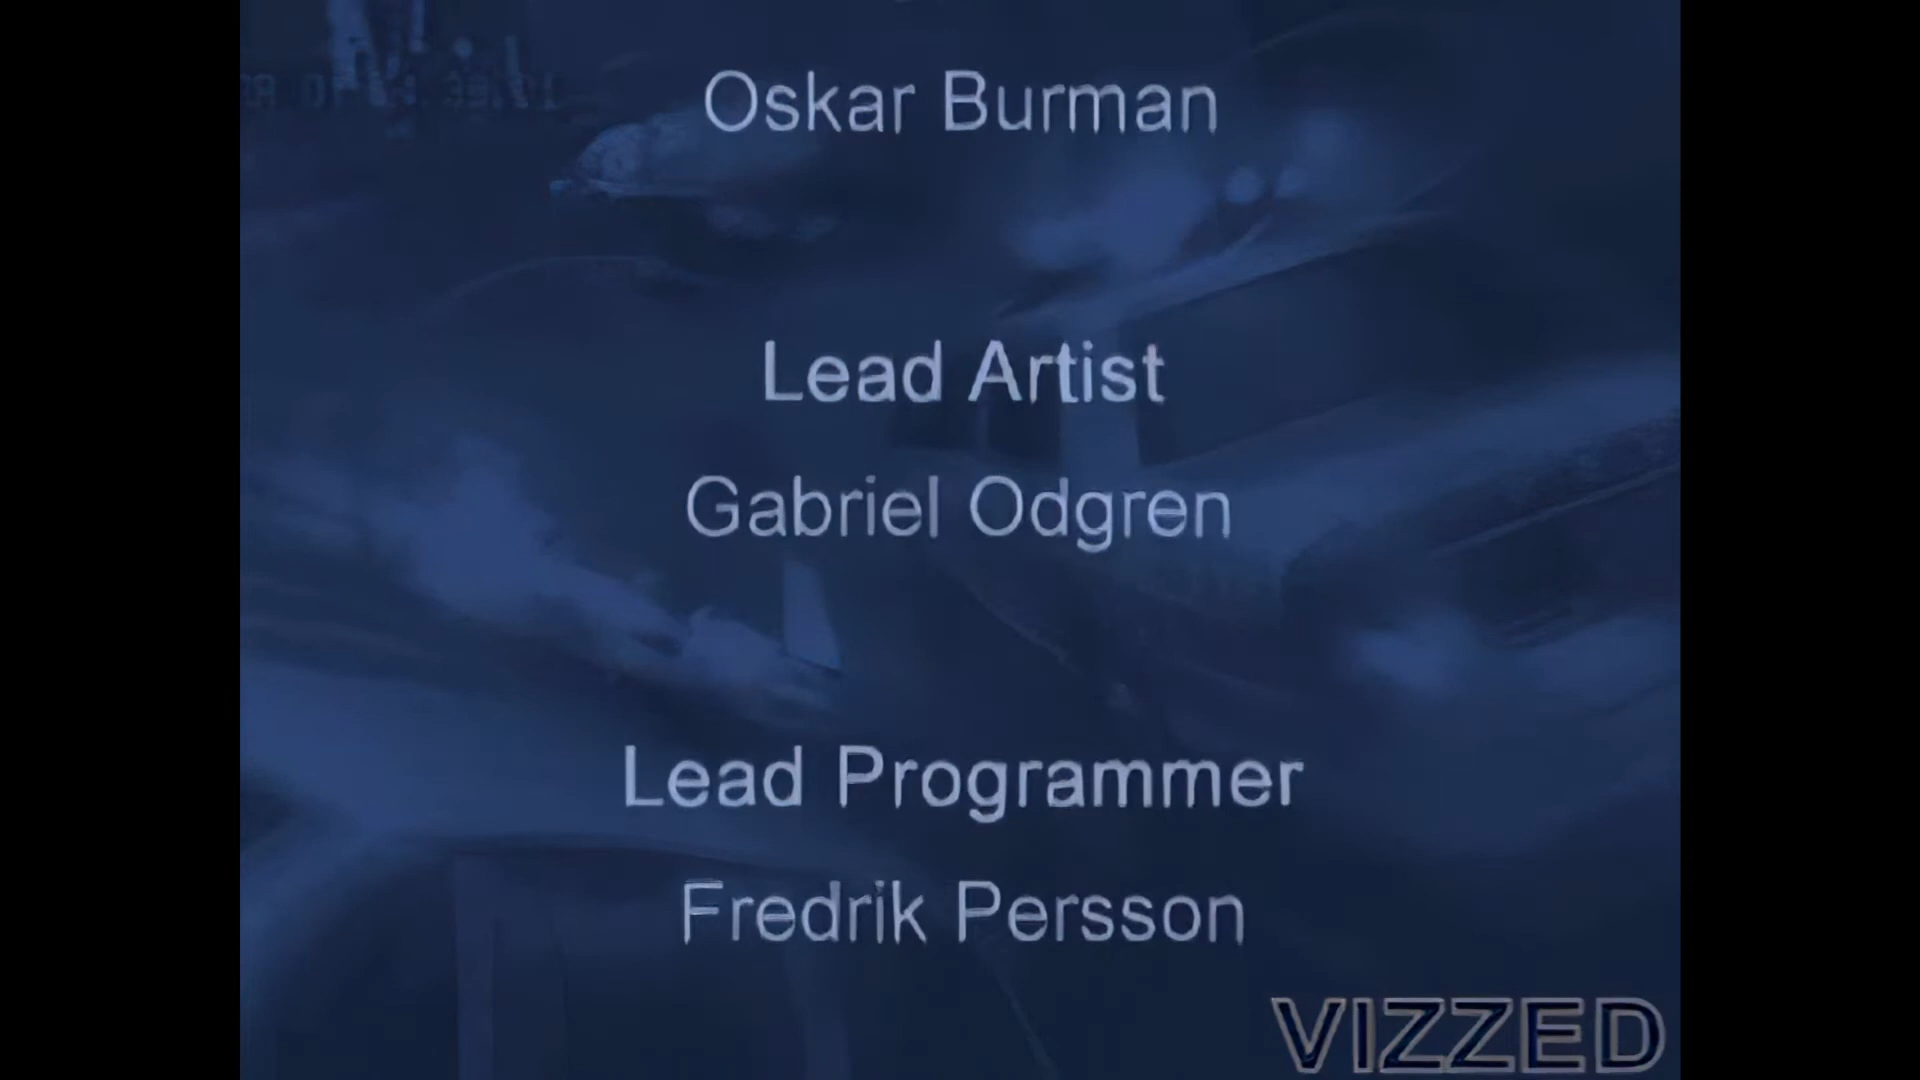 Oskar Burman
Lead Artist
Gabriel Odgren
Lead Programmer
Fredrik Persson
VIZZED